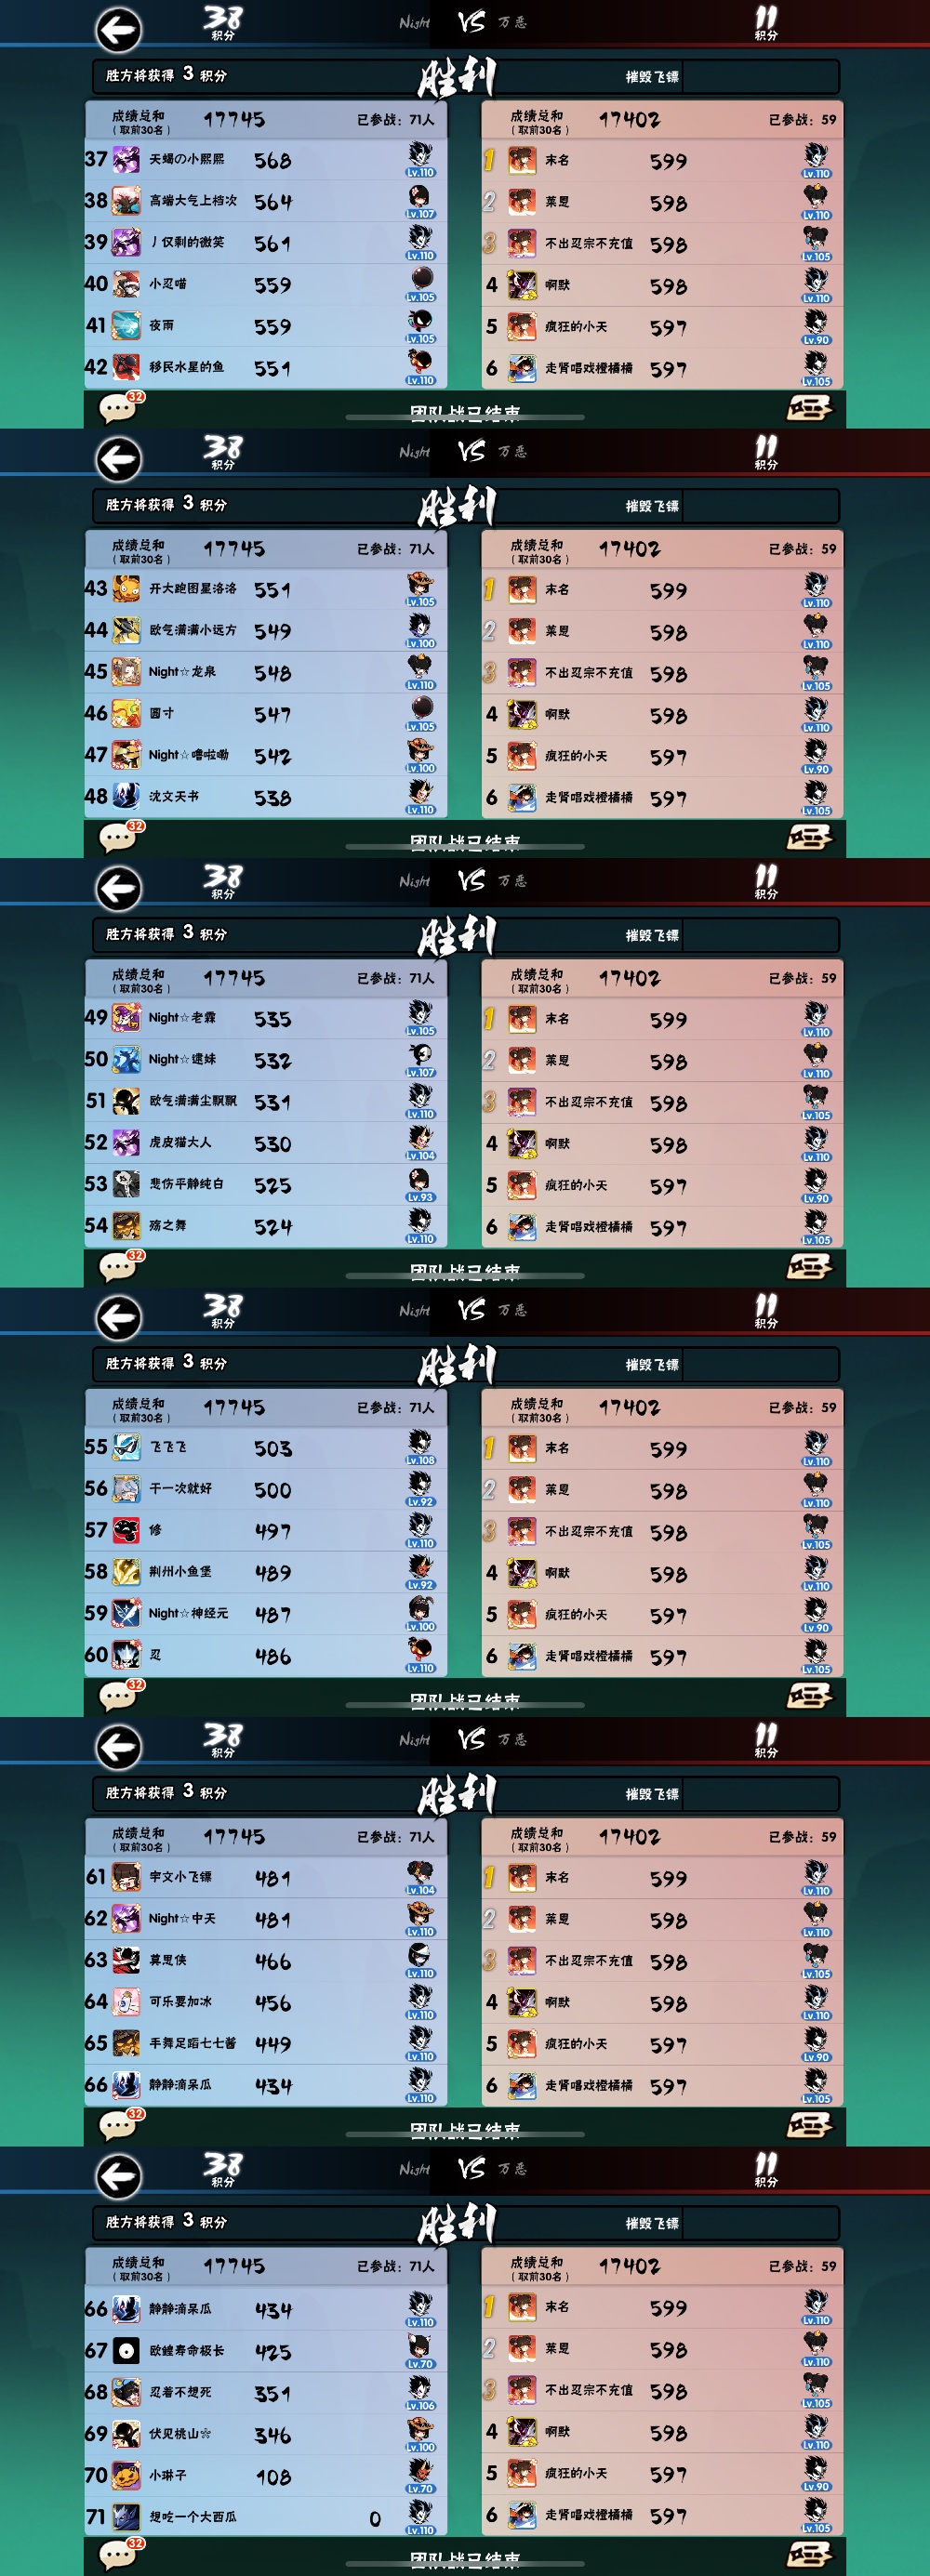 38 积分 Night VS 万恶 11 积分
胜方将获得 3 积分 胜利 摧毁飞镖
成绩总和 (取前30名) 17745 已参战: 71人
37 天蝎の小熙熙 568 Lv.110
38 高端大气上档次 564 Lv.107
39 丿仅剩的微笑 561 Lv.110
40 小忍喵 559 Lv.105
41 夜雨 559 Lv.105
42 移民水星的鱼 551 Lv.110
成绩总和 (取前30名) 17402 已参战: 59
1 末名 599 Lv.110
2 莱恩 598 Lv.110
3 不出忍宗不充值 598 Lv.105
4 啊默 598 Lv.110
5 疯狂的小天 597 Lv.90
6 走肾唱戏橙橘橘 597 Lv.105
32 团队战已结束
38 积分 Night VS 万恶 11 积分
胜方将获得 3 积分 胜利 摧毁飞镖
成绩总和 (取前30名) 17745 已参战: 71人
43 开大跑图星洛洛 551 Lv.105
44 欧气满满小远方 549 Lv.100
45 Night☆龙泉 548 Lv.110
46 圆寸 547 Lv.105
47 Night☆噜啦嘞 542 Lv.100
48 沈文天书 538 Lv.110
成绩总和 (取前30名) 17402 已参战: 59
1 末名 599 Lv.110
2 莱恩 598 Lv.110
3 不出忍宗不充值 598 Lv.105
4 啊默 598 Lv.110
5 疯狂的小天 597 Lv.90
6 走肾唱戏橙橘橘 597 Lv.105
32 团队战已结束
38 积分 Night VS 万恶 11 积分
胜方将获得 3 积分 胜利 摧毁飞镖
成绩总和 (取前30名) 17745 已参战: 71人
49 Night☆老霖 535 Lv.105
50 Night☆逮妹 532 Lv.107
51 欧气满满尘飘飘 531 Lv.110
52 虎皮猫大人 530 Lv.104
53 悲伤平静纯白 525 Lv.93
54 殇之舞 524 Lv.110
成绩总和 (取前30名) 17402 已参战: 59
1 末名 599 Lv.110
2 莱恩 598 Lv.110
3 不出忍宗不充值 598 Lv.105
4 啊默 598 Lv.110
5 疯狂的小天 597 Lv.90
6 走肾唱戏橙橘橘 597 Lv.105
32 团队战已结束
38 积分 Night VS 万恶 11 积分
胜方将获得 3 积分 胜利 摧毁飞镖
成绩总和 (取前30名) 17745 已参战: 71人
55 飞飞飞 503 Lv.108
56 干一次就好 500 Lv.92
57 修 497 Lv.110
58 荆州小鱼堡 489 Lv.92
59 Night☆神经元 487 Lv.100
60 忍 486 Lv.110
成绩总和 (取前30名) 17402 已参战: 59
1 末名 599 Lv.110
2 莱恩 598 Lv.110
3 不出忍宗不充值 598 Lv.105
4 啊默 598 Lv.110
5 疯狂的小天 597 Lv.90
6 走肾唱戏橙橘橘 597 Lv.105
32 团队战已结束
38 积分 Night VS 万恶 11 积分
胜方将获得 3 积分 胜利 摧毁飞镖
成绩总和 (取前30名) 17745 已参战: 71人
61 宇文小飞镖 481 Lv.104
62 Night☆中天 481 Lv.110
63 莫思侠 466 Lv.110
64 可乐要加冰 456 Lv.110
65 手舞足蹈七七酱 449 Lv.110
66 静静滴呆瓜 434 Lv.110
成绩总和 (取前30名) 17402 已参战: 59
1 末名 599 Lv.110
2 莱恩 598 Lv.110
3 不出忍宗不充值 598 Lv.105
4 啊默 598 Lv.110
5 疯狂的小天 597 Lv.90
6 走肾唱戏橙橘橘 597 Lv.105
32 团队战已结束
38 积分 Night VS 万恶 11 积分
胜方将获得 3 积分 胜利 摧毁飞镖
成绩总和 (取前30名) 17745 已参战: 71人
66 静静滴呆瓜 434 Lv.110
67 欧鳇寿命极长 425 Lv.70
68 忍着不想死 351 Lv.106
69 伏见桃山 346 Lv.100
70 小琳子 108 Lv.70
71 想吃一个大西瓜 0 Lv.110
成绩总和 (取前30名) 17402 已参战: 59
1 末名 599 Lv.110
2 莱恩 598 Lv.110
3 不出忍宗不充值 598 Lv.105
4 啊默 598 Lv.110
5 疯狂的小天 597 Lv.90
6 走肾唱戏橙橘橘 597 Lv.105
32 团队战已结束